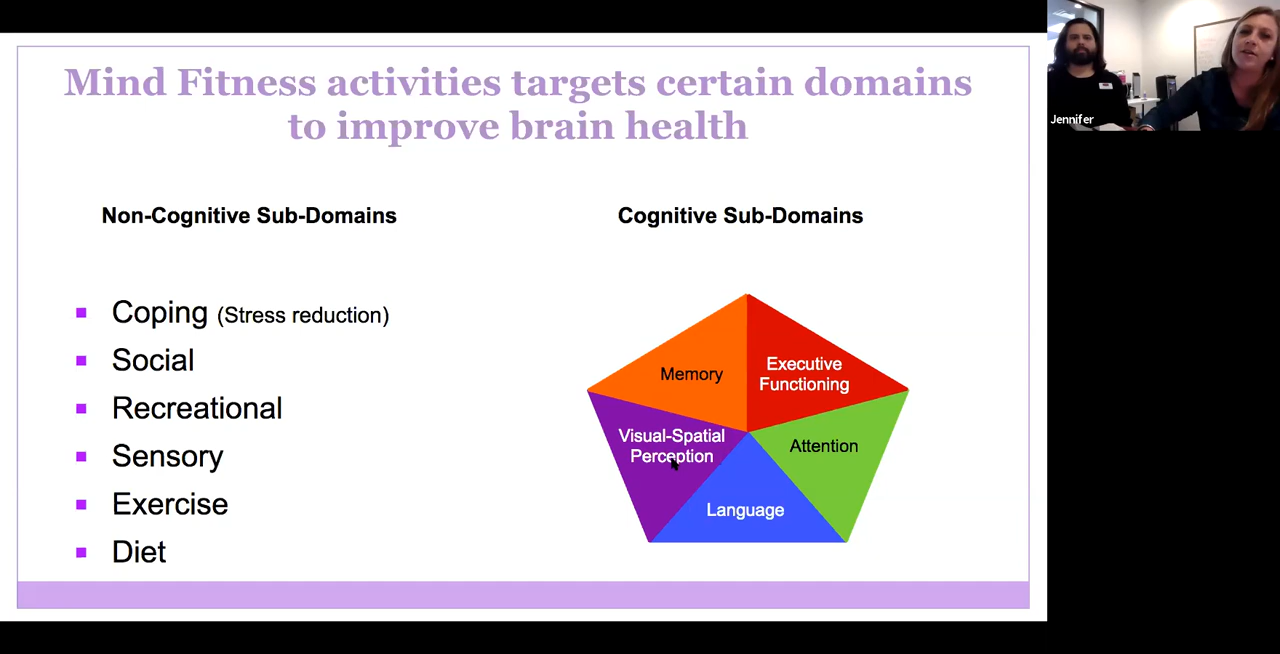 Mind Fitness activities targets certain domains
to improve brain health
Non-Cognitive Sub-Domains
Coping (Stress reduction)
Social
Recreational
Sensory
Exercise
Diet
Cognitive Sub-Domains
Memory
Executive
Functioning
Visual-Spatial
Perception
Attention
Language
Jennifer